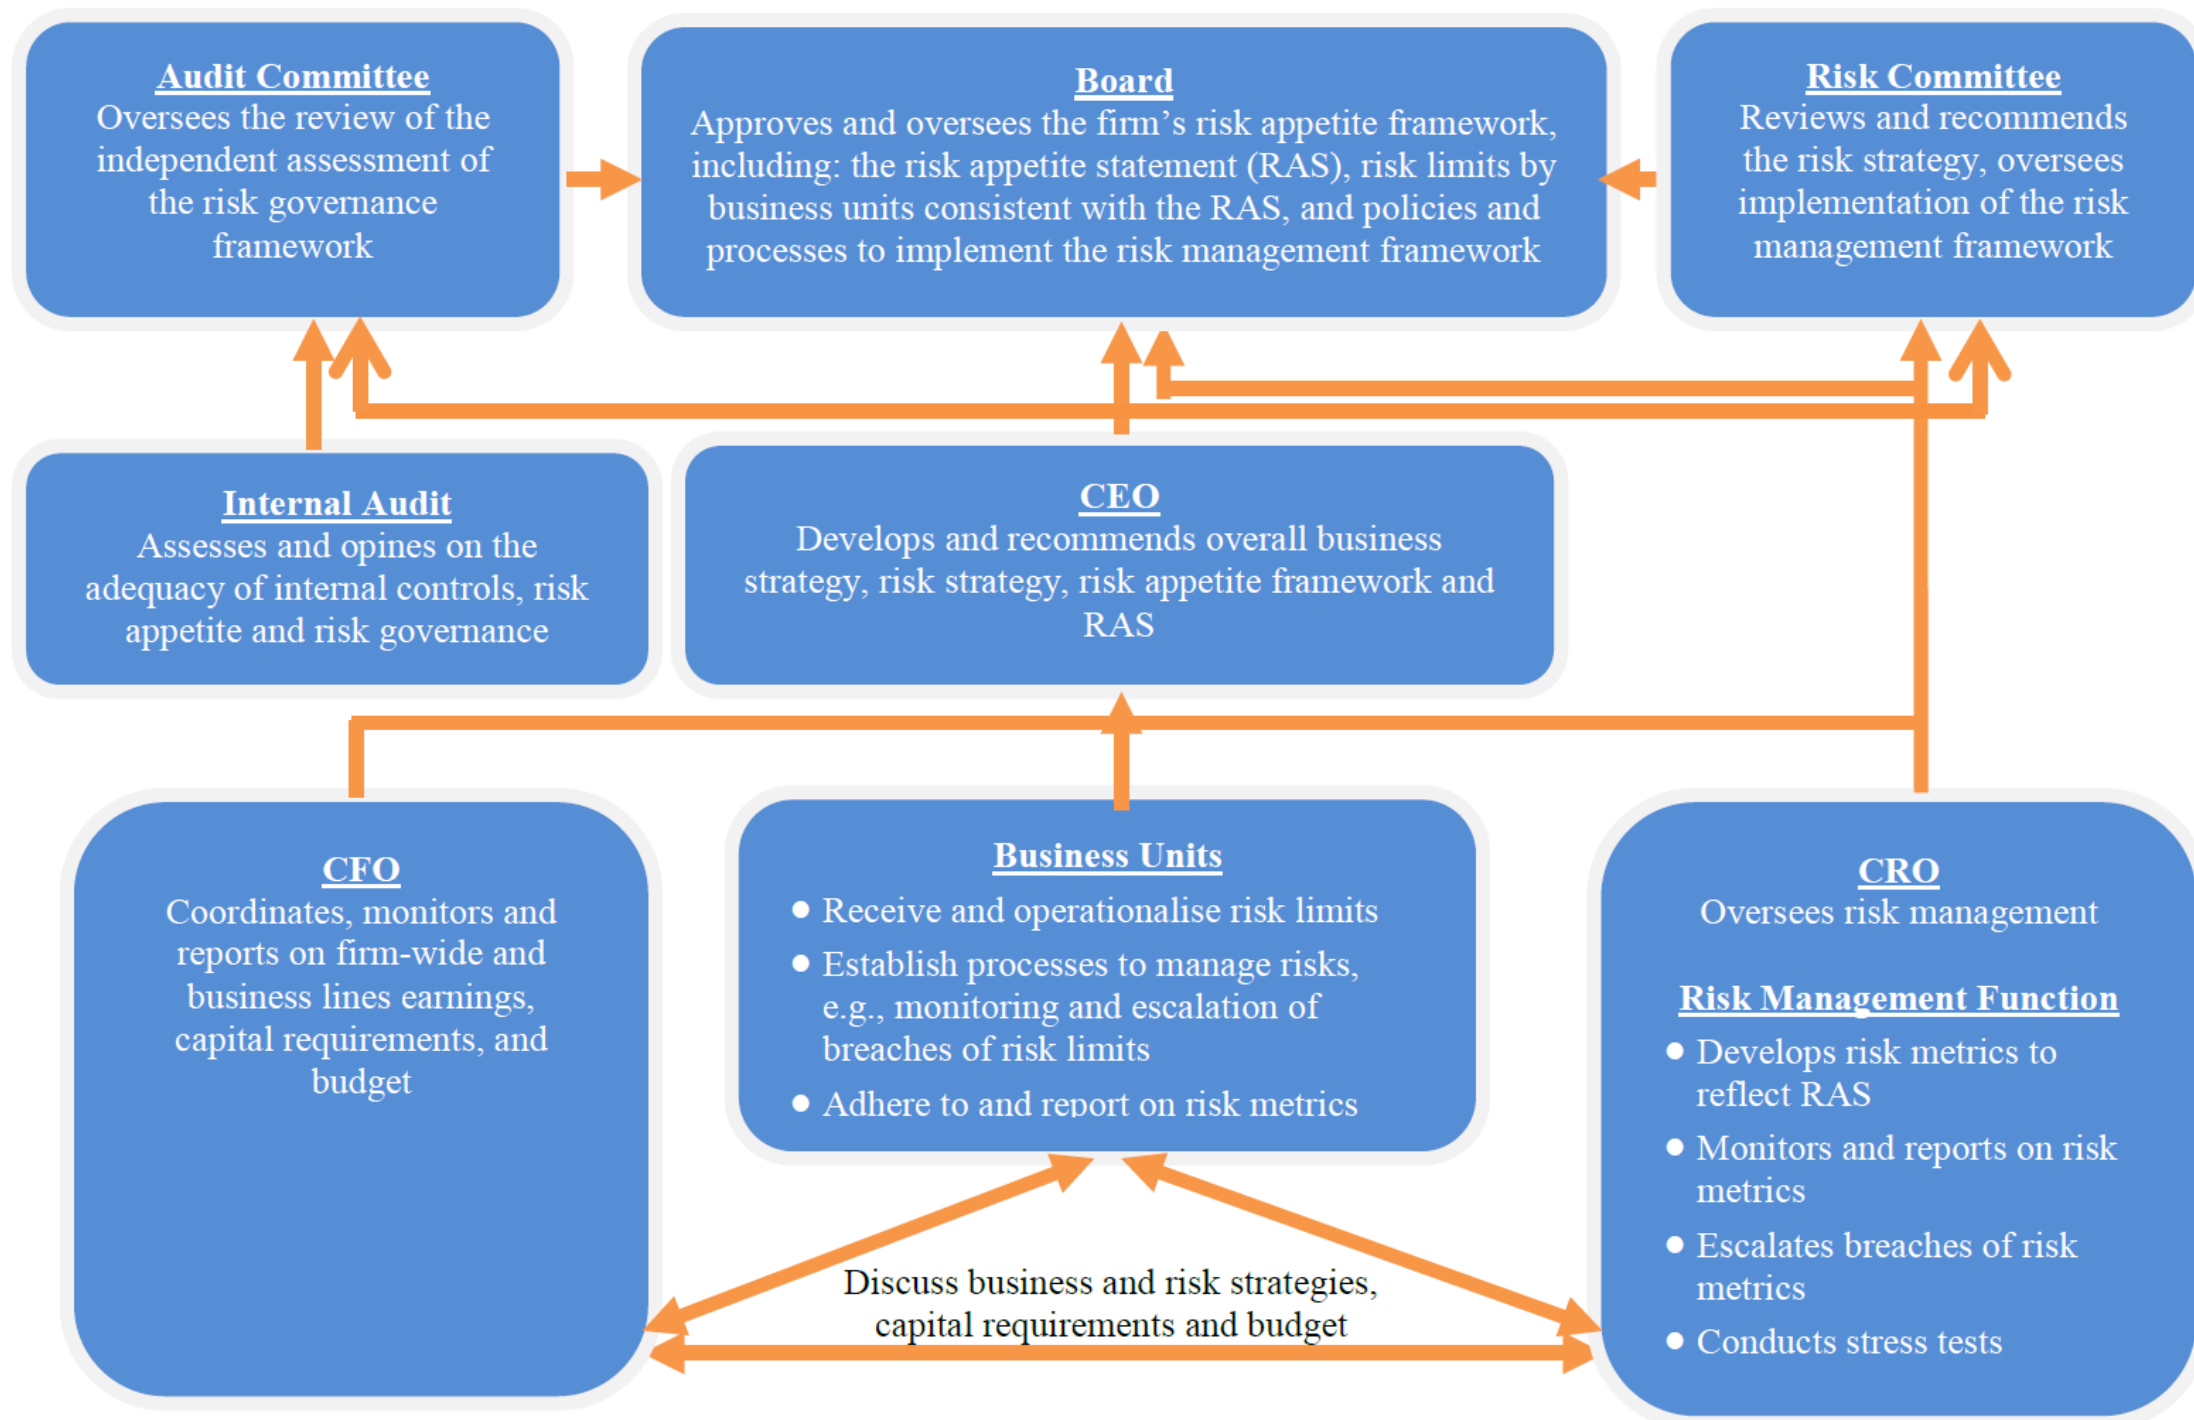 Audit Committee
Oversees the review of the
independent assessment of
the risk governance
framework
Board
Approves and oversees the firm’s risk appetite framework,
including: the risk appetite statement (RAS), risk limits by
business units consistent with the RAS, and policies and
processes to implement the risk management framework
Risk Committee
Reviews and recommends
the risk strategy, oversees
implementation of the risk
management framework
Internal Audit
Assesses and opines on the
adequacy of internal controls, risk
appetite and risk governance
CEO
Develops and recommends overall business
strategy, risk strategy, risk appetite framework and
RAS
CFO
Coordinates, monitors and
reports on firm-wide and
business lines earnings,
capital requirements, and
budget
Business Units
● Receive and operationalise risk limits
● Establish processes to manage risks,
e.g., monitoring and escalation of
breaches of risk limits
● Adhere to and report on risk metrics
CRO
Oversees risk management
Risk Management Function
● Develops risk metrics to
reflect RAS
● Monitors and reports on risk
metrics
● Escalates breaches of risk
metrics
● Conducts stress tests
Discuss business and risk strategies,
capital requirements and budget